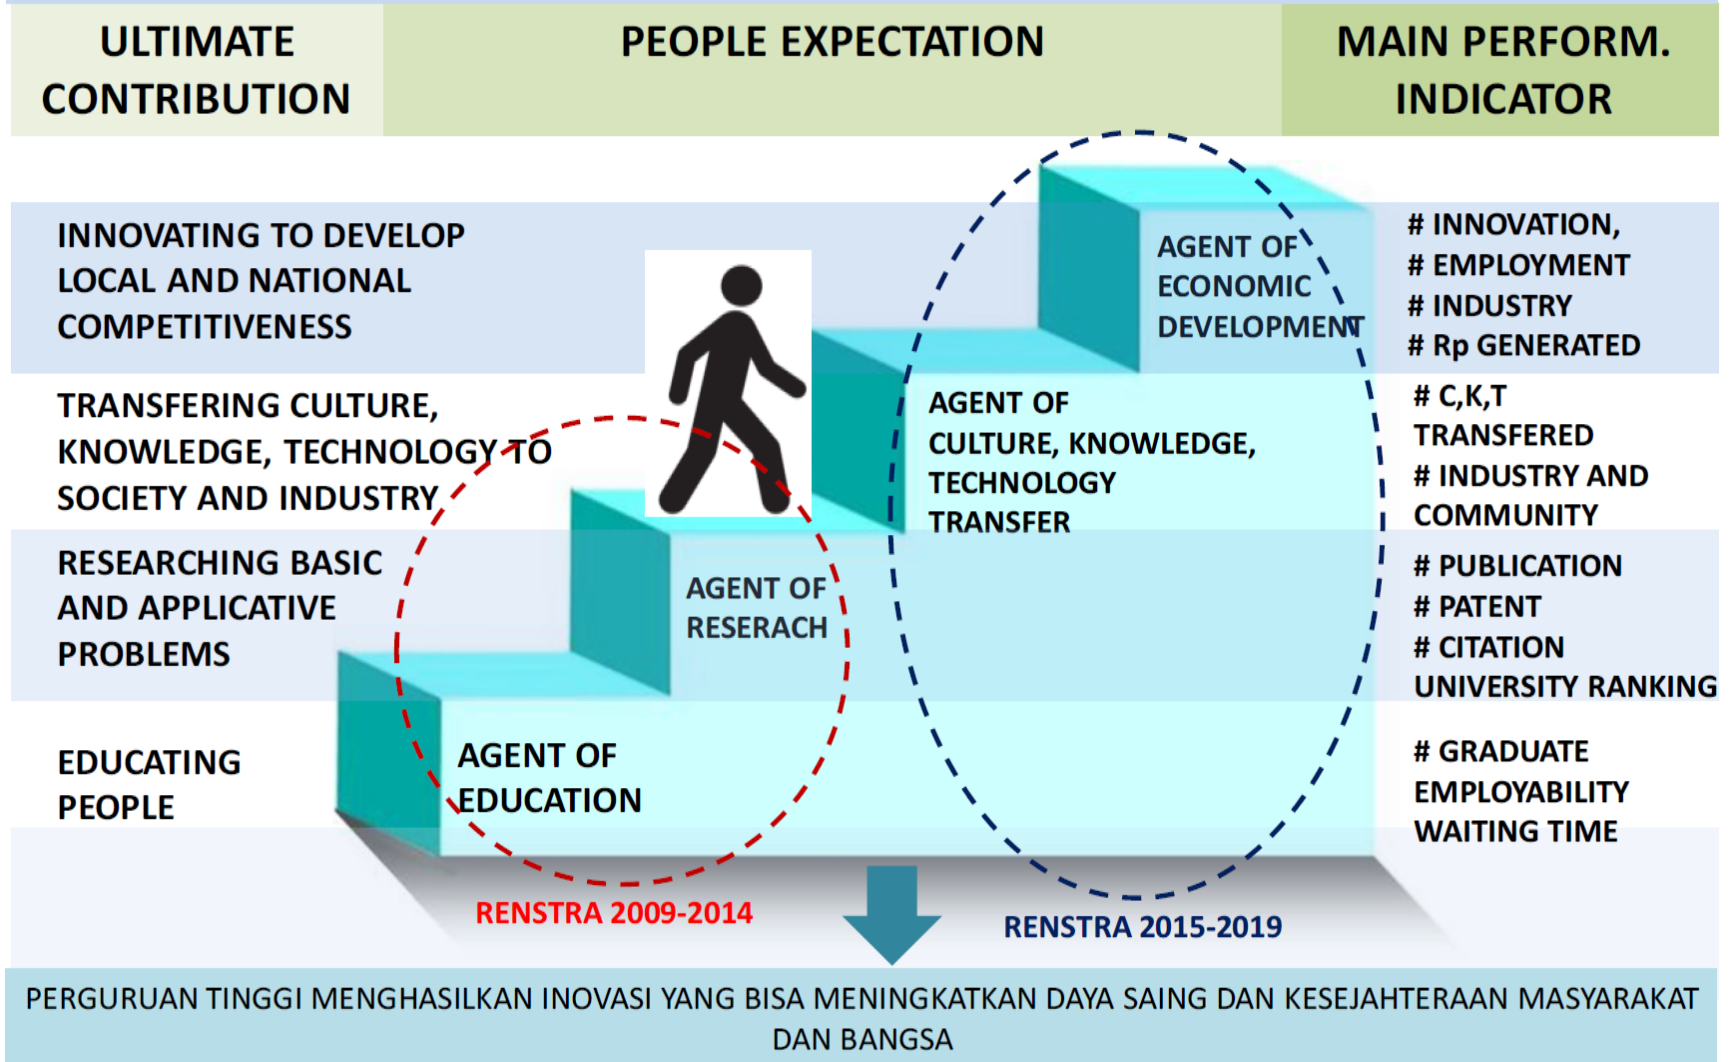 ULTIMATE
CONTRIBUTION
PEOPLE EXPECTATION
MAIN PERFORM.
INDICATOR
INNOVATING TO DEVELOP
LOCAL AND NATIONAL
COMPETITIVENESS
AGENT OF
ECONOMIC
DEVELOPMENT
# INNOVATION,
# EMPLOYMENT
# INDUSTRY
# Rp GENERATED
TRANSFERING CULTURE,
KNOWLEDGE, TECHNOLOGY TO
SOCIETY AND INDUSTRY
AGENT OF
CULTURE, KNOWLEDGE,
TECHNOLOGY
TRANSFER
# C,K,T
TRANSFERED
# INDUSTRY AND
COMMUNITY
RESEARCHING BASIC
AND APPLICATIVE
PROBLEMS
AGENT OF
RESERACH
# PUBLICATION
# PATENT
# CITATION
UNIVERSITY RANKING
EDUCATING
PEOPLE
AGENT OF
EDUCATION
# GRADUATE
EMPLOYABILITY
WAITING TIME
RENSTRA 2009-2014
RENSTRA 2015-2019
PERGURUAN TINGGI MENGHASILKAN INOVASI YANG BISA MENINGKATKAN DAYA SAING DAN KESEJAHTERAAN MASYARAKAT
DAN BANGSA